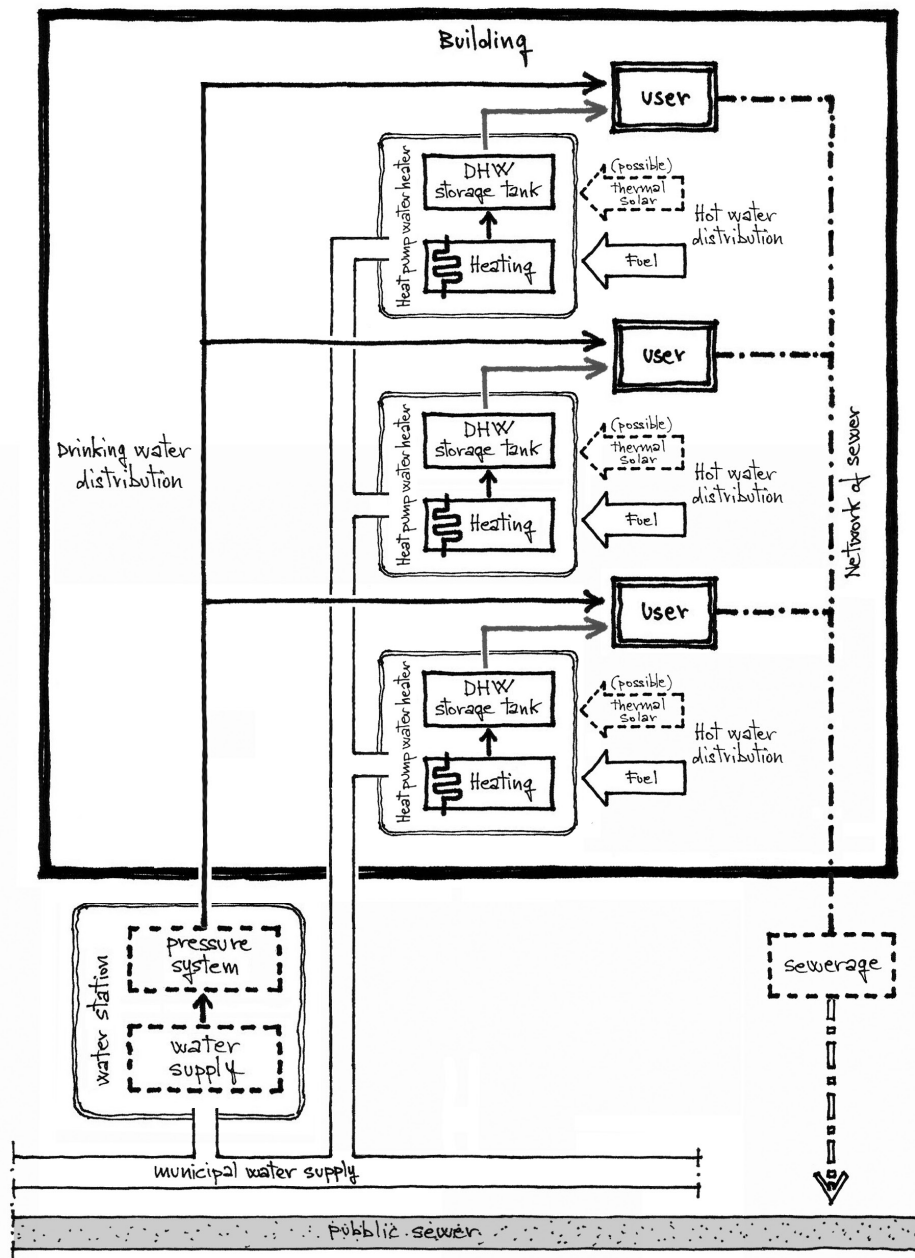 Building
user
Heat pump water heater
DHW
storage tank
Heating
(possible)
thermal
solar
Fuel
Hot water
distribution
user
Heat pump water heater
DHW
storage tank
Heating
(possible)
thermal
solar
Fuel
Hot water
distribution
Drinking water
distribution
Network of sewer
user
Heat pump water heater
DHW
storage tank
Heating
(possible)
thermal
solar
Fuel
Hot water
distribution
water station
pressure
system
water
supply
sewerage
municipal water supply
pubblic sewer